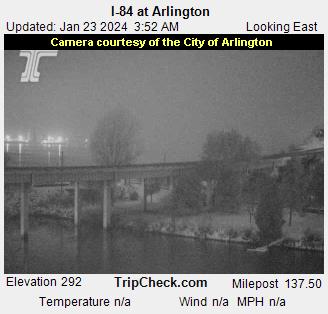 I-84 at Arlington
Updated: Jan 23 2024 3:52 AM Looking East
Camera courtesy of the City of Arlington
Elevation 292 TripCheck.com Milepost 137.50
Temperature n/a Wind n/a MPH n/a